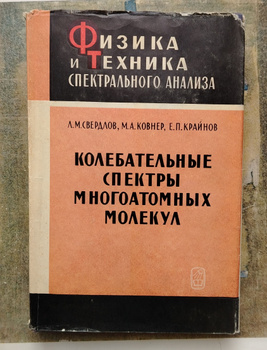 ФИЗИКА
И ТЕХНИКА
СПЕКТРАЛЬНОГО АНАЛИЗА
Л.М.СВЕРДЛОВ, М.А.КОВНЕР, Е.П.КРАЙНОВ
КОЛЕБАТЕЛЬНЫЕ
СПЕКТРЫ
МНОГОАТОМНЫХ
МОЛЕКУЛ